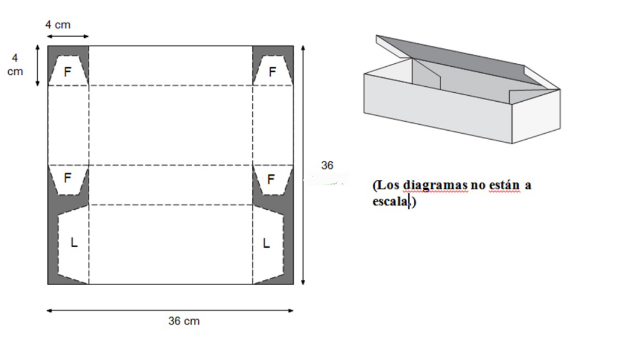 4 cm
4
cm
F
F
36
F
F
(Los diagramas no están a
escala.)
L
L
36 cm